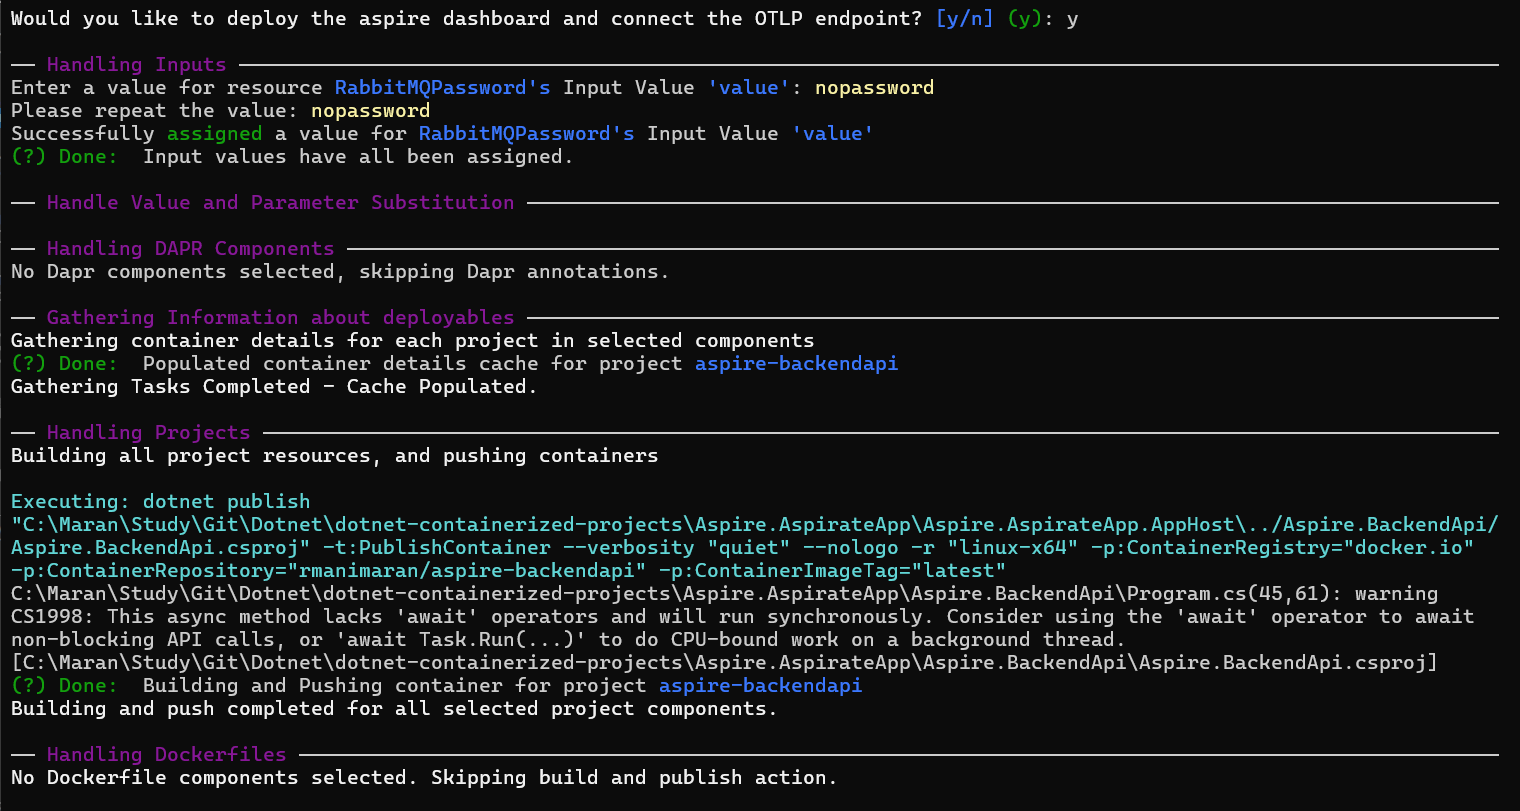 Would you like to deploy the aspire dashboard and connect the OTLP endpoint? [y/n] (y): y
Handling Inputs
Enter a value for resource RabbitMQPassword's Input Value 'value': nopassword
Please repeat the value: nopassword
Successfully assigned a value for RabbitMQPassword's Input Value 'value'
(?) Done:  Input values have all been assigned.
Handle Value and Parameter Substitution
Handling DAPR Components
No Dapr components selected, skipping Dapr annotations.
Gathering Information about deployables
Gathering container details for each project in selected components
(?) Done:  Populated container details cache for project aspire-backendapi
Gathering Tasks Completed - Cache Populated.
Handling Projects
Building all project resources, and pushing containers
Executing: dotnet publish
"C:\Maran\Study\Git\Dotnet\dotnet-containerized-projects\Aspire.AspirateApp\Aspire.AspirateApp.AppHost\../Aspire.BackendApi/
Aspire.BackendApi.csproj" -t:PublishContainer --verbosity "quiet" --nologo -r "linux-x64" -p:ContainerRegistry="docker.io"
-p:ContainerRepository="rmanimaran/aspire-backendapi" -p:ContainerImageTag="latest"
C:\Maran\Study\Git\Dotnet\dotnet-containerized-projects\Aspire.AspirateApp\Aspire.BackendApi\Program.cs(45,61): warning
CS1998: This async method lacks 'await' operators and will run synchronously. Consider using the 'await' operator to await
non-blocking API calls, or 'await Task.Run(...)' to do CPU-bound work on a background thread.
[C:\Maran\Study\Git\Dotnet\dotnet-containerized-projects\Aspire.AspirateApp\Aspire.BackendApi\Aspire.BackendApi.csproj]
(?) Done:  Building and Pushing container for project aspire-backendapi
Building and push completed for all selected project components.
Handling Dockerfiles
No Dockerfile components selected. Skipping build and publish action.